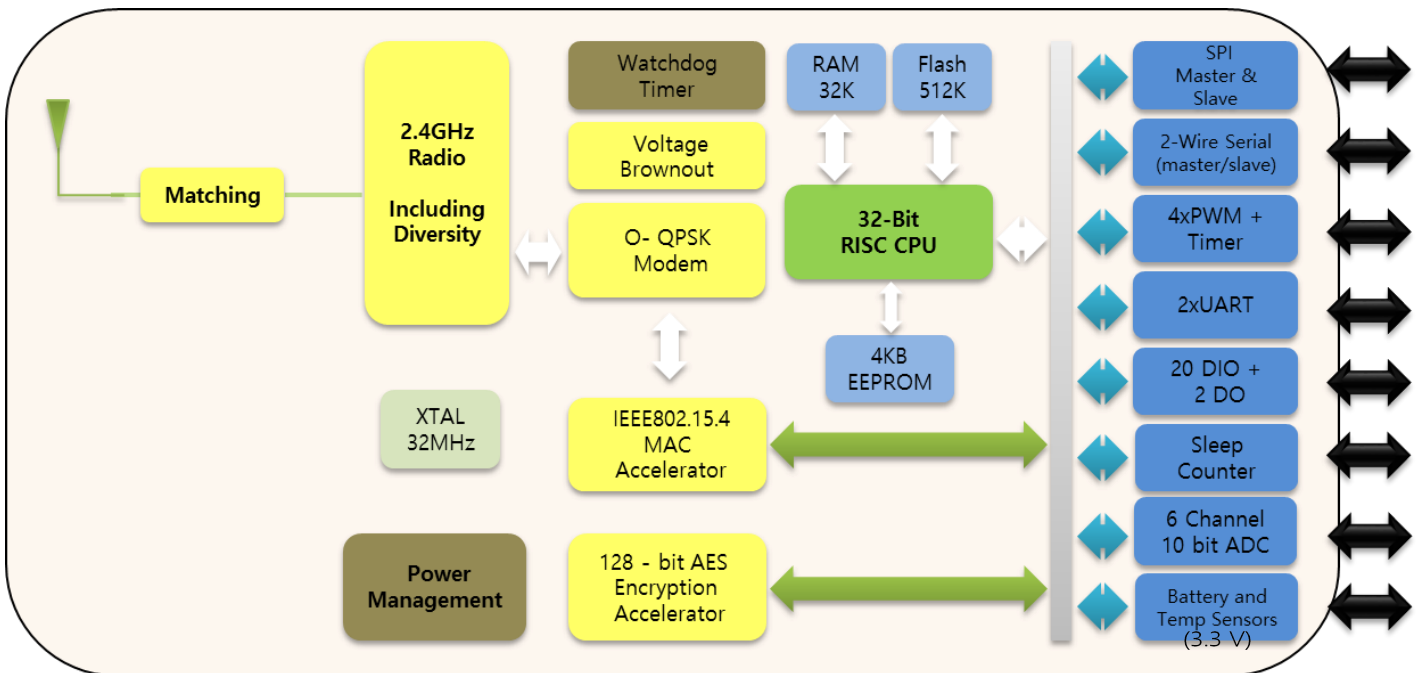 Matching
2.4GHz
Radio
Including
Diversity
XTAL
32MHz
Power
Management
Watchdog
Timer
Voltage
Brownout
O- QPSK
Modem
IEEE802.15.4
MAC
Accelerator
128 - bit AES
Encryption
Accelerator
RAM
32K
Flash
512K
32-Bit
RISC CPU
4KB
EEPROM
SPI
Master &
Slave
2-Wire Serial
(master/slave)
4xPWM +
Timer
2xUART
20 DIO +
2 DO
Sleep
Counter
6 Channel
10 bit ADC
Battery and
Temp Sensors
(3.3 V)